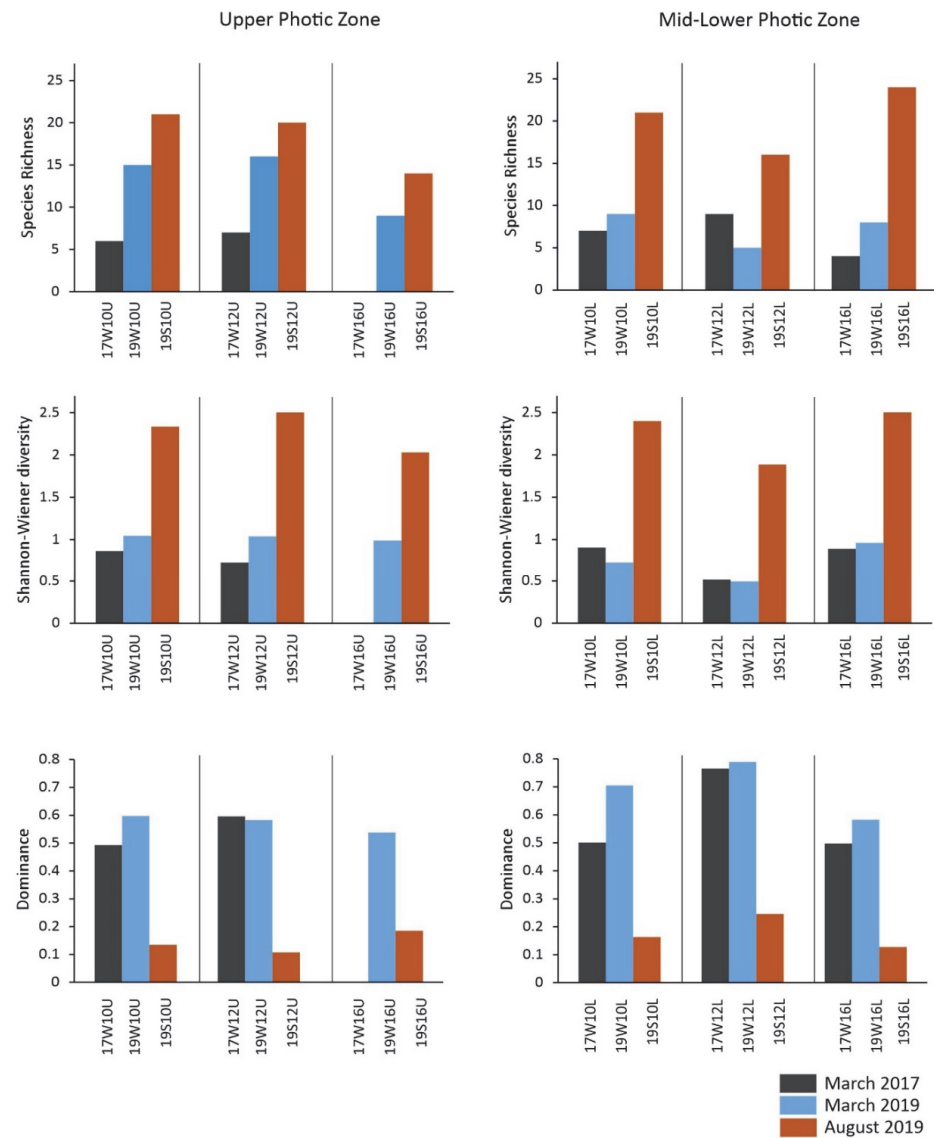 Upper Photic Zone
Mid-Lower Photic Zone
Species Richness
25
20
15
10
5
0
17W10U
19W10U
19S10U
17W12U
19W12U
19S12U
17W16U
19W16U
19S16U
Species Richness
25
20
15
10
5
0
17W10L
19W10L
19S10L
17W12L
19W12L
19S12L
17W16L
19W16L
19S16L
Shannon-Wiener diversity
2.5
2
1.5
1
0.5
0
17W10U
19W10U
19S10U
17W12U
19W12U
19S12U
17W16U
19W16U
19S16U
Shannon-Wiener diversity
2.5
2
1.5
1
0.5
0
17W10L
19W10L
19S10L
17W12L
19W12L
19S12L
17W16L
19W16L
19S16L
Dominance
0.8
0.7
0.6
0.5
0.4
0.3
0.2
0.1
0
17W10U
19W10U
19S10U
17W12U
19W12U
19S12U
17W16U
19W16U
19S16U
Dominance
0.8
0.7
0.6
0.5
0.4
0.3
0.2
0.1
0
17W10L
19W10L
19S10L
17W12L
19W12L
19S12L
17W16L
19W16L
19S16L
March 2017
March 2019
August 2019